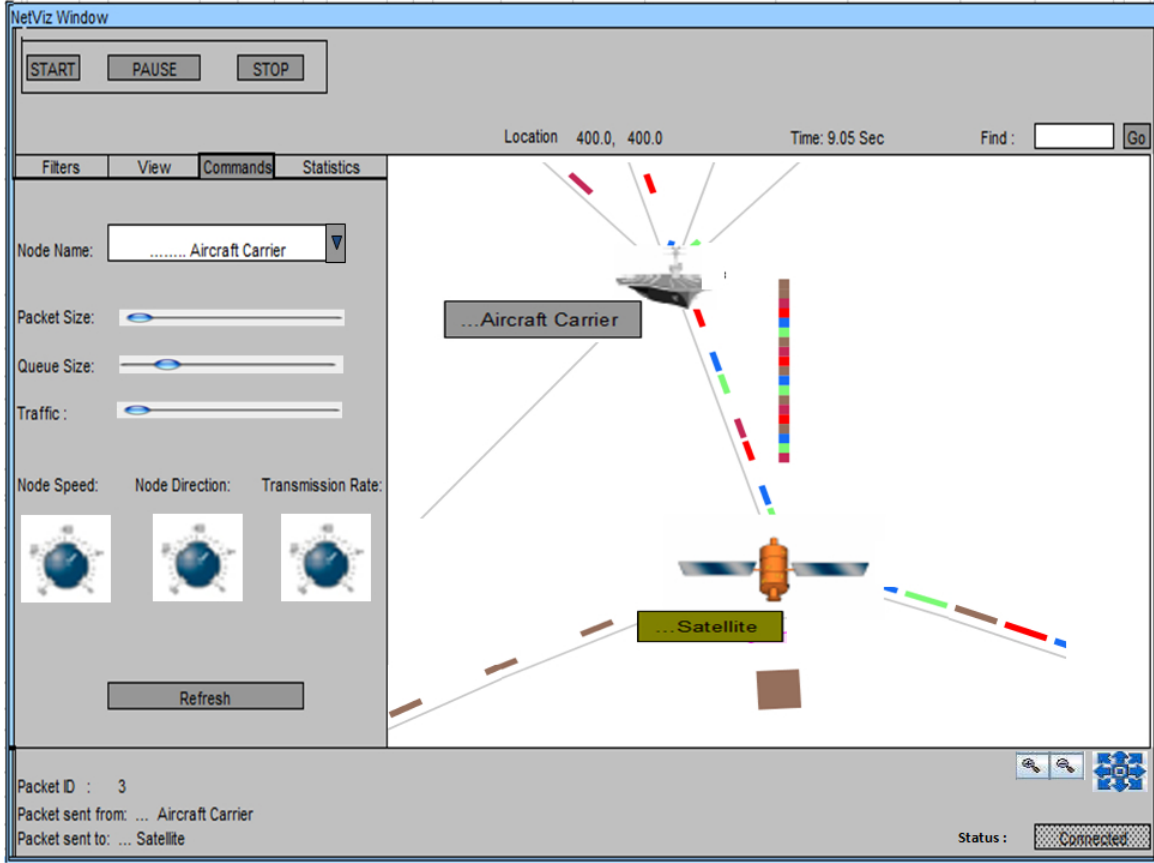 NetViz Window
START PAUSE STOP
Location 400.0, 400.0 Time: 9.05 Sec Find : Go
Filters View Commands Statistics
Node Name: ........ Aircraft Carrier
Packet Size:
...Aircraft Carrier
Queue Size:
Traffic :
Node Speed: Node Direction: Transmission Rate:
...Satellite
Refresh
Packet ID : 3
Packet sent from: ... Aircraft Carrier
Packet sent to: ... Satellite
Status : Connected